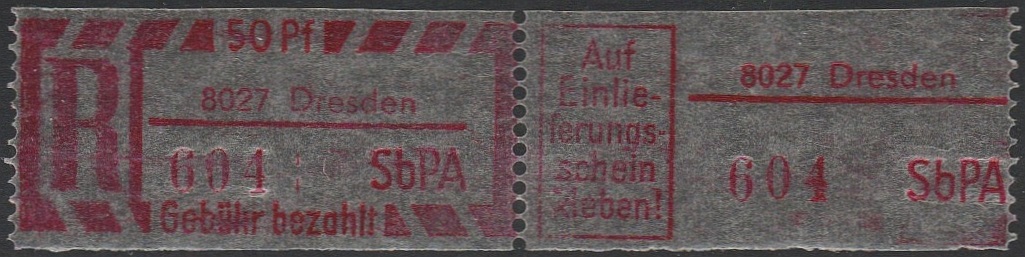 50 Pf
R
8027 Dresden
604
SbPA
Gebühr bezahlt
Auf
Einlie-
ferungs-
schein
kleben!
8027 Dresden
604
SbPA